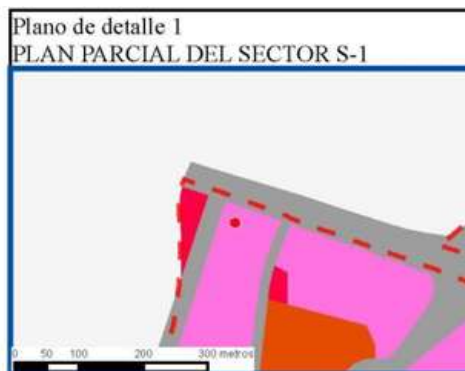 Plano de detalle 1
PLAN PARCIAL DEL SECTOR S-1
0 50 100 200 300 metros